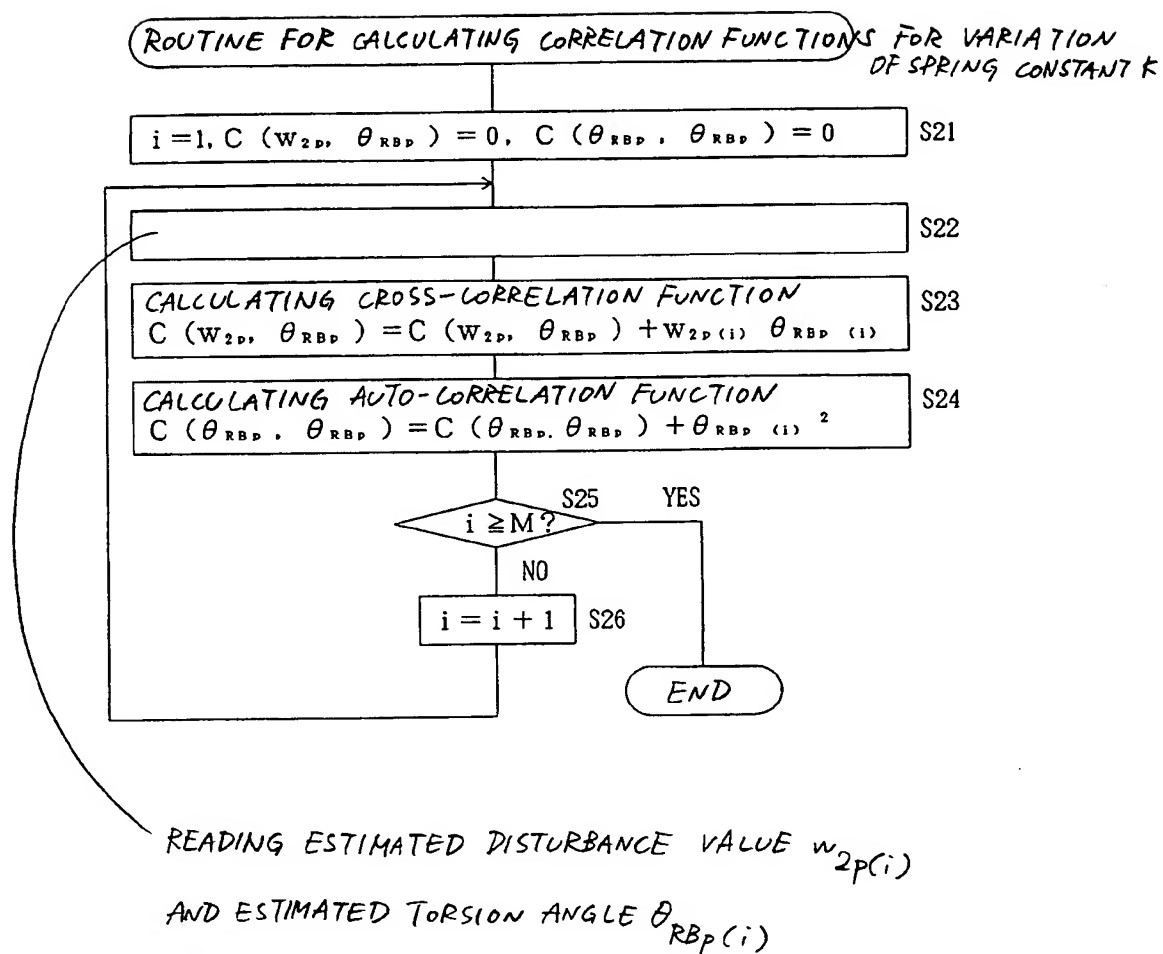 ROUTINE FOR CALCULATING CORRELATION FUNCTIONS FOR VARIATION
OF SPRING CONSTANT K
i=1, C (w2p, θRBp) =0, C (θRBp, θRBp) =0 S21
S22
CALCULATING CROSS-CORRELATION FUNCTION S23
C (w2p, θRBp) =C (w2p, θRBp) +w2p(i) θRBp (i)
CALCULATING AUTO-CORRELATION FUNCTION S24
C (θRBp, θRBp) =C (θRBp. θRBp) +θRBp (i) ²
S25 YES
i ≧M?
NO
i = i + 1 S26
END
READING ESTIMATED DISTURBANCE VALUE w2p(i)
AND ESTIMATED TORSION ANGLE θRBp(i)